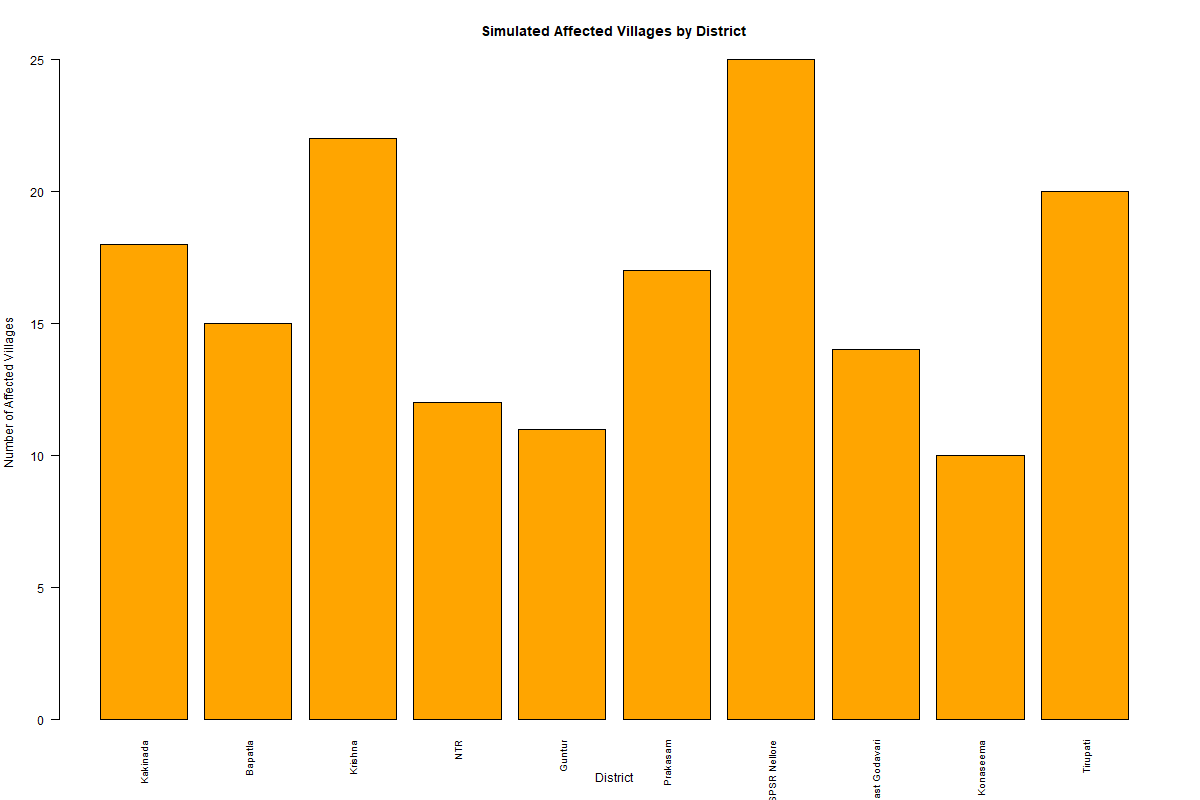 Simulated Affected Villages by District
Number of Affected Villages
25
20
15
10
5
0
Kakinada
Bapatla
Krishna
NTR
Guntur
Prakasam
SPSR Nellore
ast Godavari
Konaseema
Tirupati
District